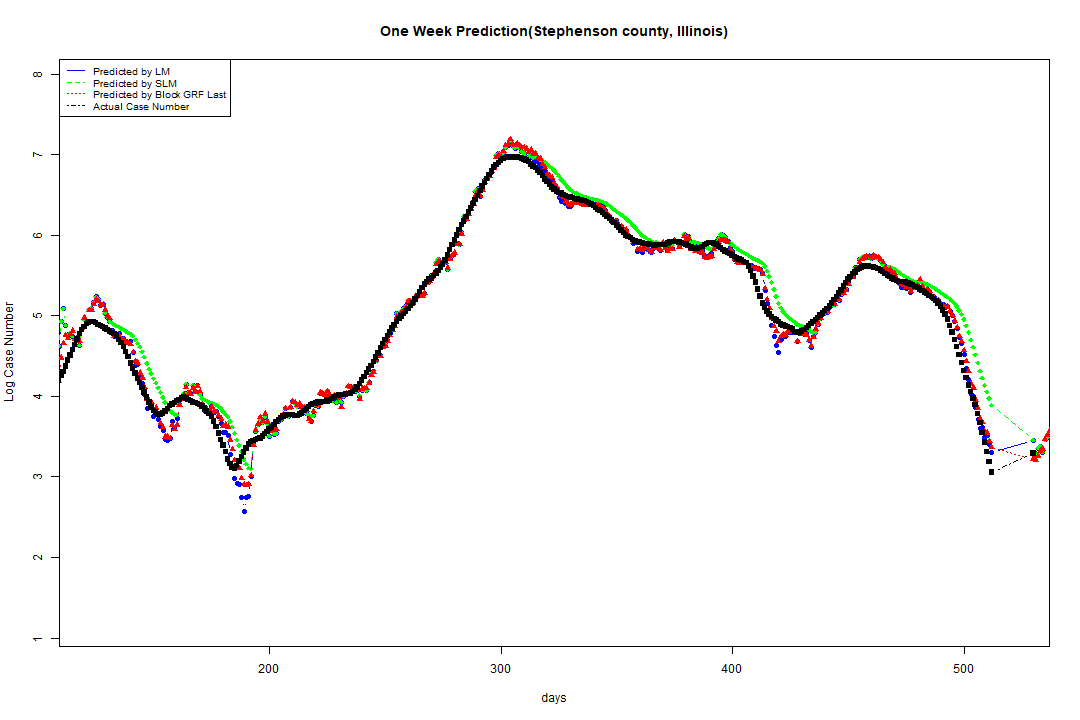 One Week Prediction(Stephenson county, Illinois)
Predicted by LM
Predicted by SLM
Predicted by Block GRF Last
Actual Case Number
8
7
6
5
4
3
2
1
Log Case Number
200 300 400 500
days